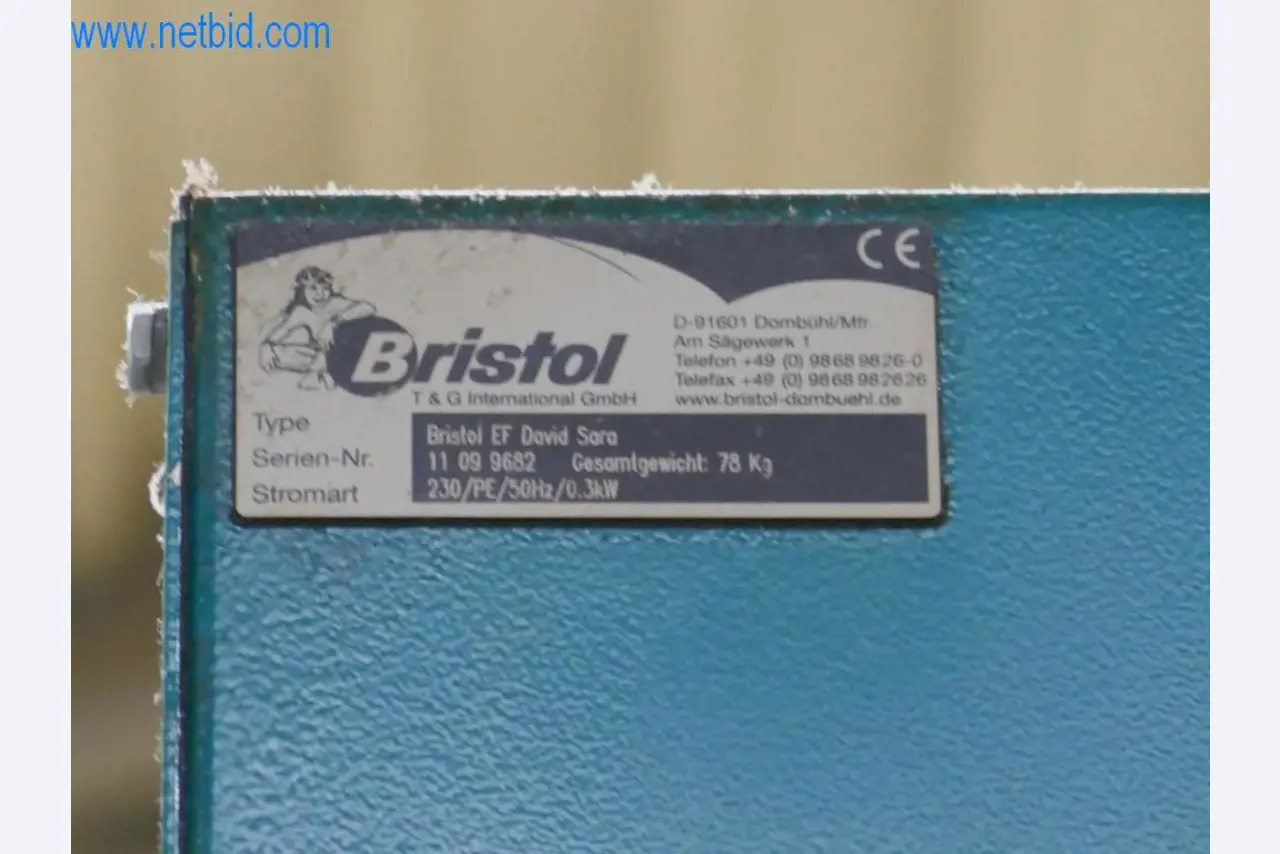 www.netbid.com
CE
Bristol
T & G International GmbH
D-91601 Dombühl/Mfr.
Am Sägewerk 1
Telefon +49 (0) 9868 9826-0
Telefax +49 (0) 9868 982626
www.bristol-dombuehl.de
Type Bristol EF David Sara
Serien-Nr. 11 09 9682 Gesamtgewicht: 78 Kg
Stromart 230/PE/50Hz/0.3kW